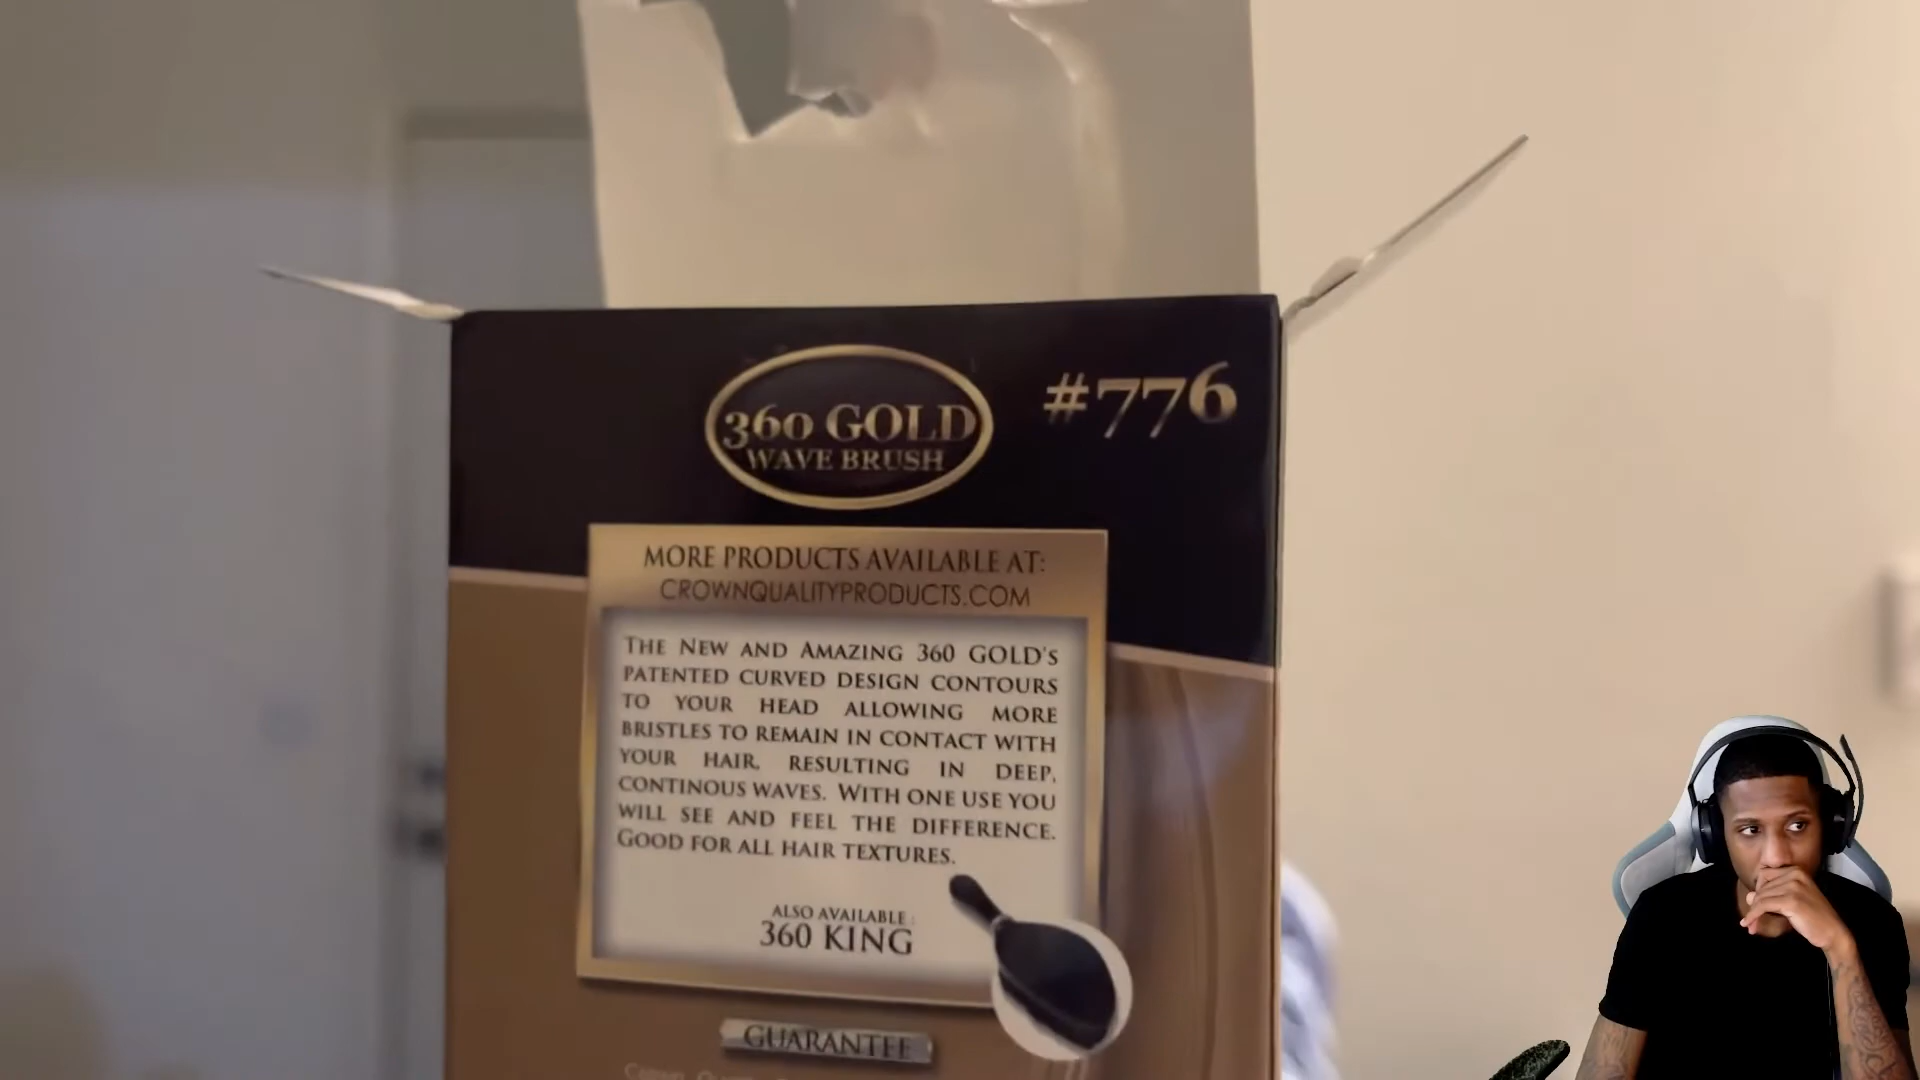 360 GOLD
WAVE BRUSH
#776
MORE PRODUCTS AVAILABLE AT:
CROWNQUALITYPRODUCTS.COM
THE NEW AND AMAZING 360 GOLD'S
PATENTED CURVED DESIGN CONTOURS
TO YOUR HEAD ALLOWING MORE
BRISTLES TO REMAIN IN CONTACT WITH
YOUR HAIR, RESULTING IN DEEP,
CONTINOUS WAVES. WITH ONE USE YOU
WILL SEE AND FEEL THE DIFFERENCE.
GOOD FOR ALL HAIR TEXTURES.
ALSO AVAILABLE:
360 KING
GUARANTEE